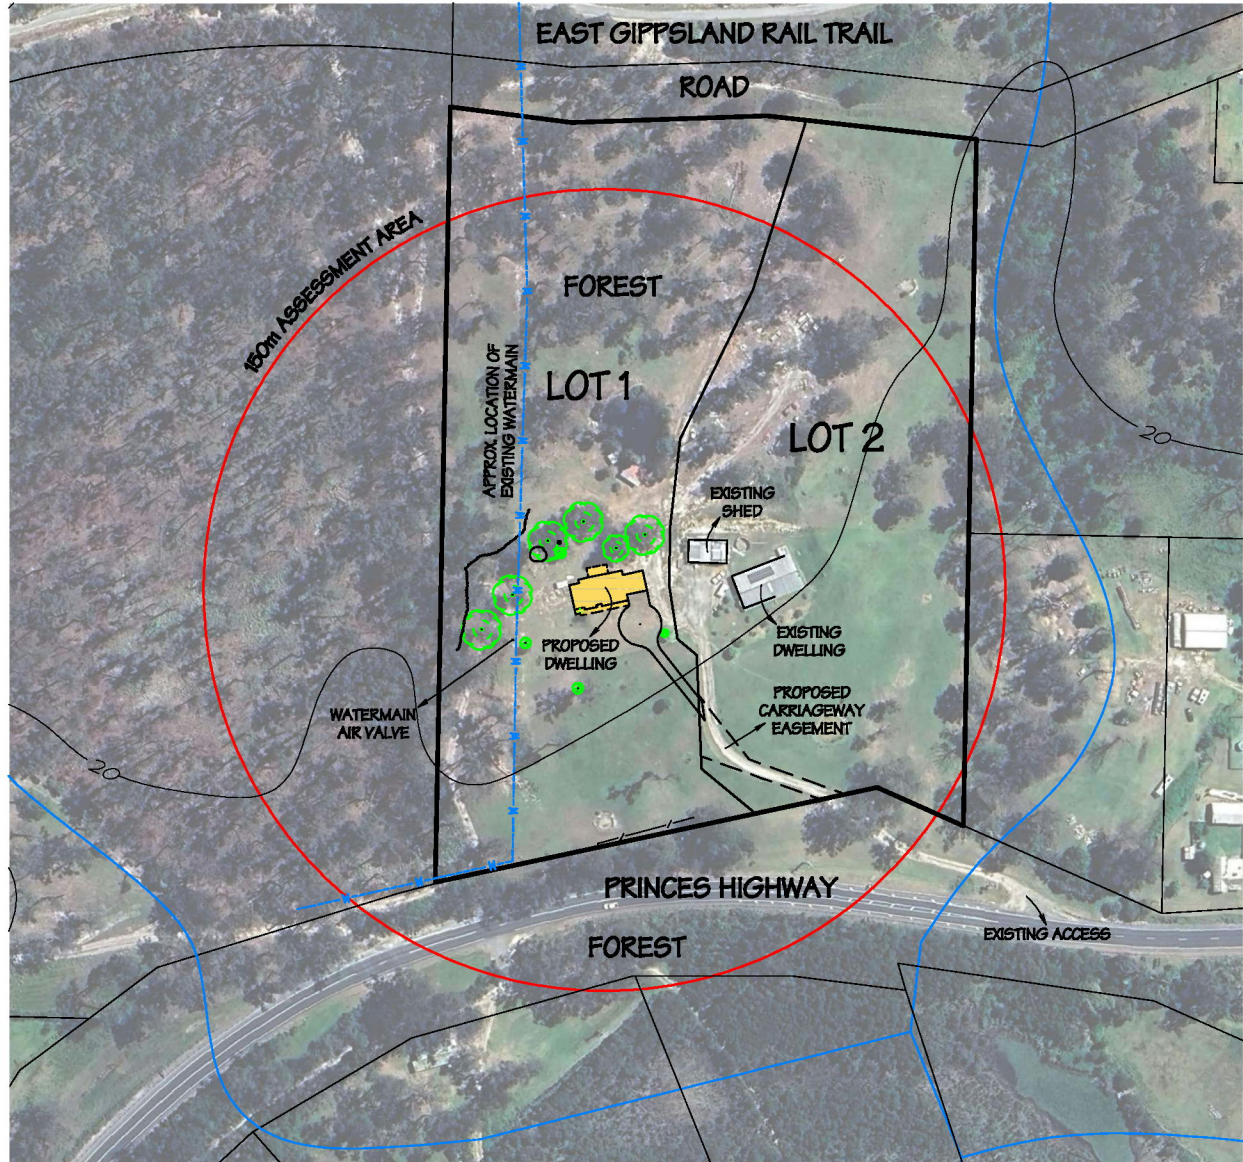 EAST GIPPSLAND RAIL TRAIL
ROAD
150m ASSESSMENT AREA
FOREST
APPROX. LOCATION OF
EXISTING WATERMAIN
LOT 1
LOT 2
20
EXISTING
SHED
EXISTING
DWELLING
PROPOSED
DWELLING
PROPOSED
CARRIAGEWAY
EASEMENT
WATERMAIN
AIR VALVE
20
PRINCES HIGHWAY
EXISTING ACCESS
FOREST